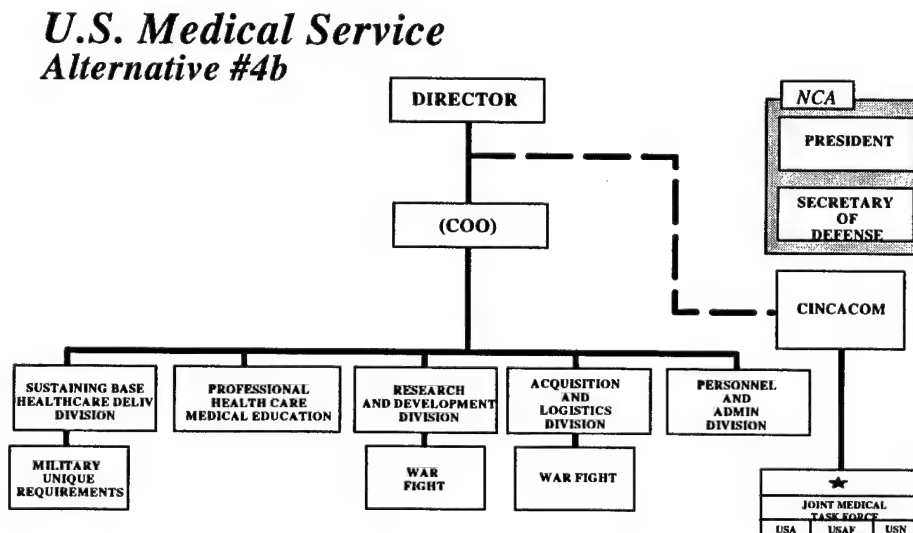 U.S. Medical Service
Alternative #4b
DIRECTOR
NCA
PRESIDENT
SECRETARY
OF
DEFENSE
(COO)
CINCACOM
SUSTAINING BASE
HEALTHCARE DELIV
DIVISION
PROFESSIONAL
HEALTH CARE
MEDICAL EDUCATION
RESEARCH
AND DEVELOPMENT
DIVISION
ACQUISITION
AND
LOGISTICS
DIVISION
PERSONNEL
AND
ADMIN
DIVISION
MILITARY
UNIQUE
REQUIREMENTS
WAR
FIGHT
WAR FIGHT
JOINT MEDICAL
TASK FORCE
USA
USAF
USN